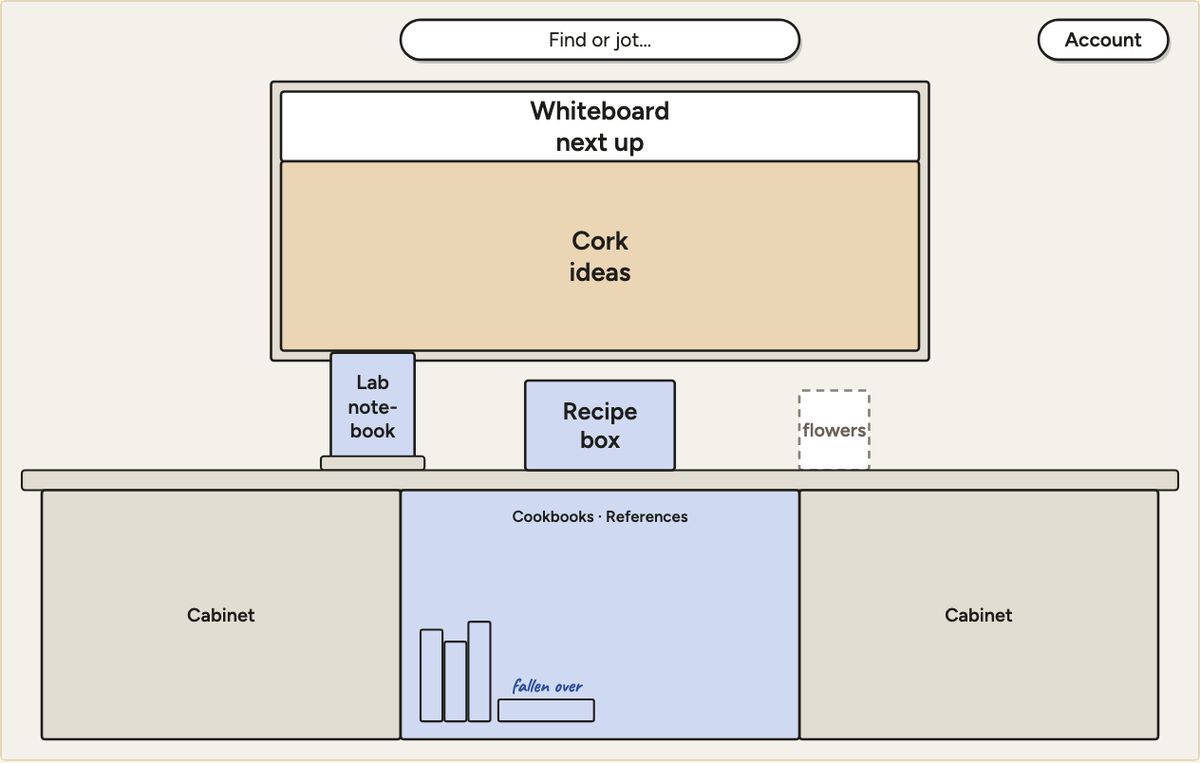 Find or jot...
Account
Whiteboard
next up
Cork
ideas
Lab
note-
book
Recipe
box
flowers
Cookbooks · References
Cabinet
fallen over
Cabinet